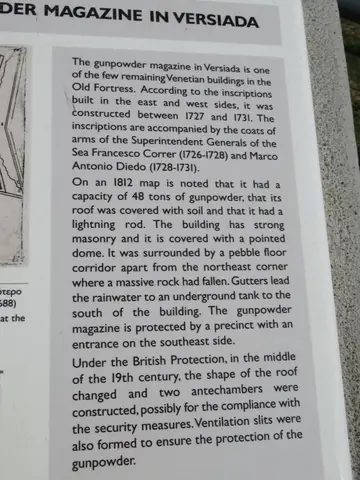 DER MAGAZINE IN VERSIADA
The gunpowder magazine in Versiada is one
of the few remaining Venetian buildings in the
Old Fortress. According to the inscriptions
built in the east and west sides, it was
constructed between 1727 and 1731. The
inscriptions are accompanied by the coats of
arms of the Superintendent Generals of the
Sea Francesco Correr (1726-1728) and Marco
Antonio Diedo (1728-1731).
On an 1812 map is noted that it had a
capacity of 48 tons of gunpowder, that its
roof was covered with soil and that it had a
lightning rod. The building has strong
masonry and it is covered with a pointed
dome. It was surrounded by a pebble floor
corridor apart from the northeast corner
where a massive rock had fallen. Gutters lead
the rainwater to an underground tank to the
south of the building. The gunpowder
magazine is protected by a precinct with an
entrance on the southeast side.
Under the British Protection, in the middle
of the 19th century, the shape of the roof
changed and two antechambers were
constructed, possibly for the compliance with
the security measures. Ventilation slits were
also formed to ensure the protection of the
gunpowder.
ότερο
688)
at the